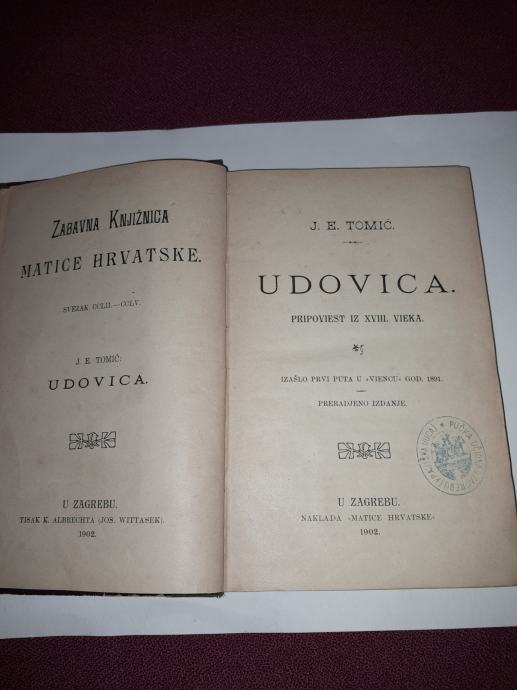 ZABAVNA KNJIŽNICA
MATICE HRVATSKE.
SVEZAK CCLII.—CCLV.
J. E. TOMIĆ:
UDOVICA.
U ZAGREBU.
TISAK K. ALBRECHTA (JOS. WITTASEK).
1902.
J. E. TOMIĆ.
UDOVICA.
PRIPOVIEST IZ XVIII. VIEKA.
IZAŠLO PRVI PUTA U »VIENCU« GOD. 1891.
PRERADJENO IZDANJE.
U ZAGREBU.
NAKLADA »MATICE HRVATSKE«
1902.
PUČKA